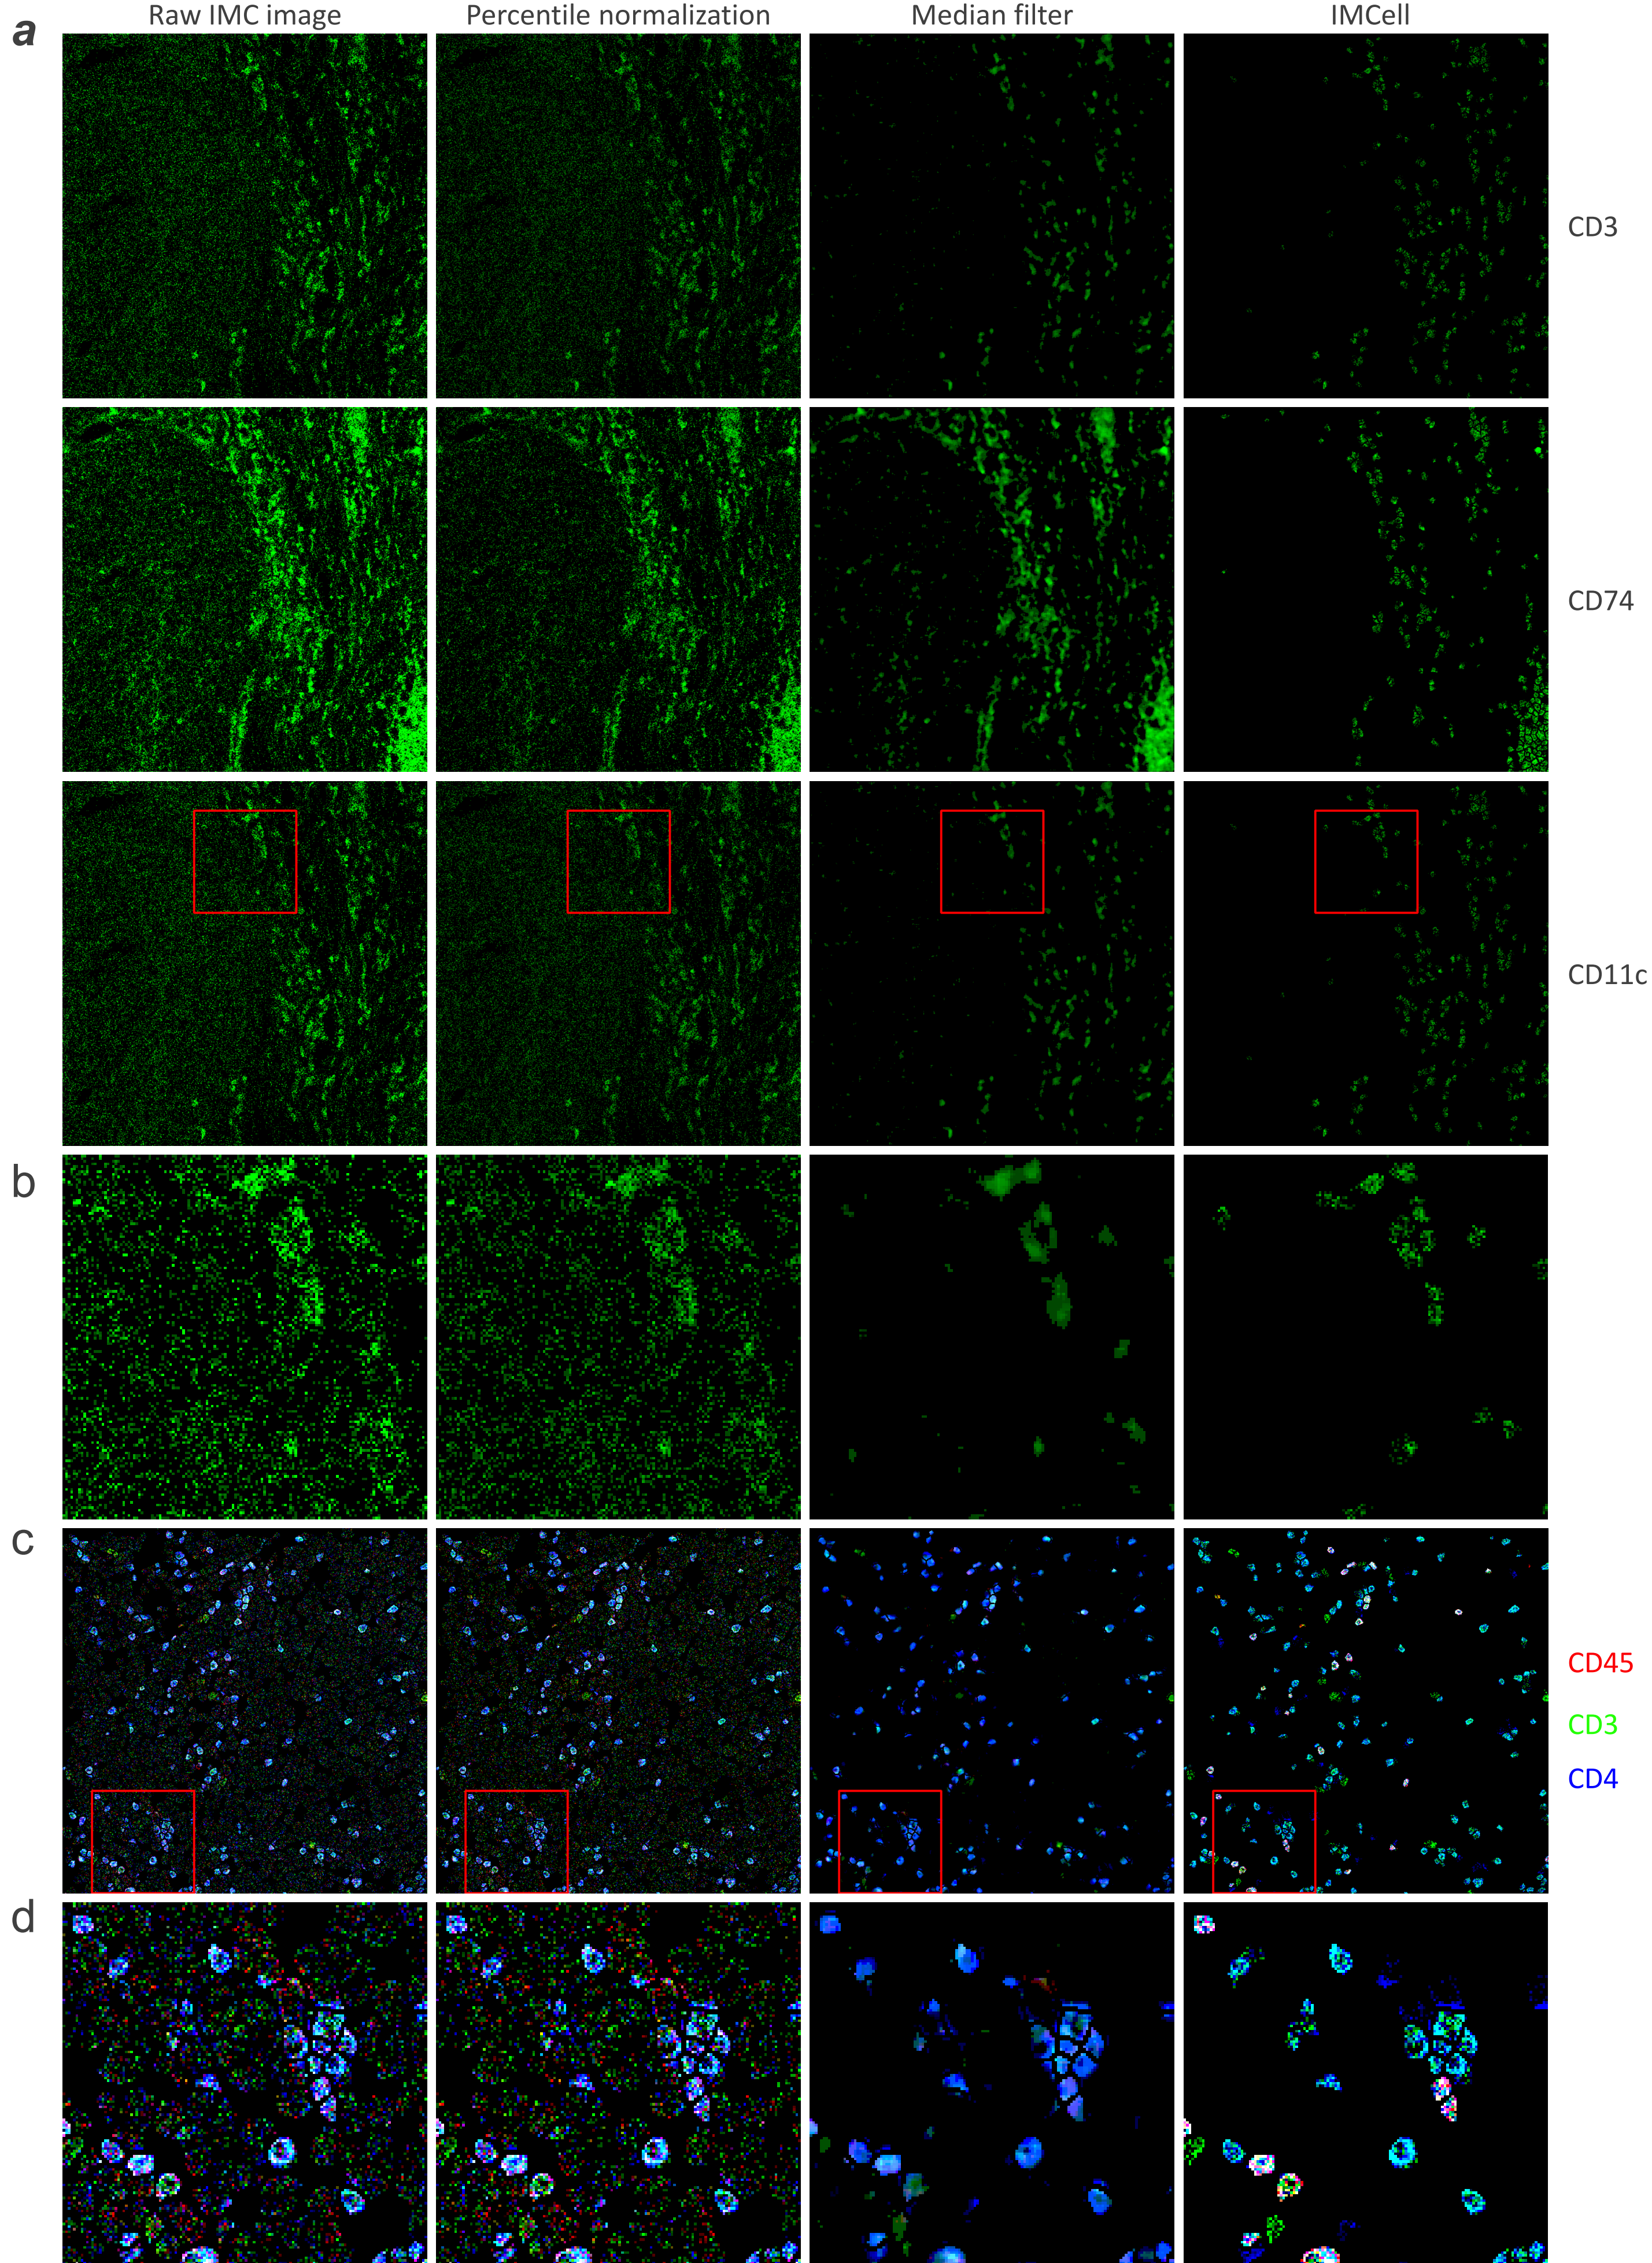 Raw IMC image Percentile normalization Median filter IMCell
a
CD3
CD74
CD11c
b
c
CD45
CD3
CD4
d